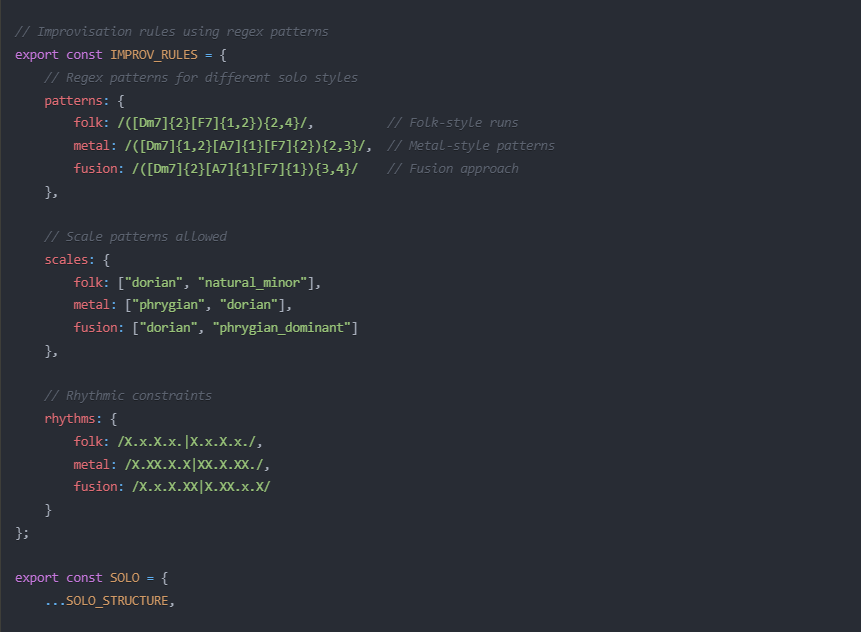 // Improvisation rules using regex patterns
export const IMPROV_RULES = {
    // Regex patterns for different solo styles
    patterns: {
        folk: /([Dm7]{2}[F7]{1,2}){2,4}/,          // Folk-style runs
        metal: /([Dm7]{1,2}[A7]{1}[F7]{2}){2,3}/,  // Metal-style patterns
        fusion: /([Dm7]{2}[A7]{1}[F7]{1}){3,4}/    // Fusion approach
    },

    // Scale patterns allowed
    scales: {
        folk: ["dorian", "natural_minor"],
        metal: ["phrygian", "dorian"],
        fusion: ["dorian", "phrygian_dominant"]
    },

    // Rhythmic constraints
    rhythms: {
        folk: /X.x.X.x.|X.x.X.x./,
        metal: /X.XX.X.X|XX.X.XX./,
        fusion: /X.x.X.XX|X.XX.x.X/
    }
};

export const SOLO = {
    ...SOLO_STRUCTURE,